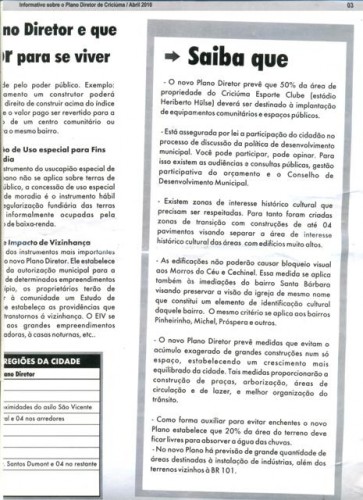 Informativo sobre o Plano Diretor de Criciúma / Abril 2010
03
no Diretor e que
or para se viver
de pelo poder público. Exemplo:
amento um construtor poderá
direito de construir acima do índice
e o valor pago ser revertido para a
o de um centro comunitário ou
a o mesmo bairro.
ão de Uso especial para Fins
dia
strumento do usucapião especial de
ano não se aplica sobre terras de
úblico, a concessão de uso especial
de moradia é o instrumento hábil
egularização fundiária das terras
informalmente ocupadas pela
de baixa-renda.
e Impacto de Vizinhança
dos instrumentos mais importantes
o novo Plano Diretor. Ele estabelece
da autorização municipal para a
de determinados empreendimentos
ípio, os proprietários terão de
r à comunidade um Estudo de
e estabeleça as providências que
transtornos à vizinhança. O EIV se
aos grandes empreendimentos
adoras, à casas noturnas, etc..
REGIÕES DA CIDADE
ano Diretor
oximidades do asilo São Vicente
ral e 04 nos arredores
Santos Dumont e 04 no restante
Saiba que
- O novo Plano Diretor prevê que 50% da área de
propriedade do Criciúma Esporte Clube (estádio
Heriberto Hülse) deverá ser destinado à implantação
de equipamentos comunitários e espaços públicos.
- Está assegurada por lei a participação do cidadão no
processo de discussão da política de desenvolvimento
municipal. Você pode participar, pode opinar. Para
isso existem as audiências e consultas públicas, gestão
participativa do orçamento e o Conselho de
Desenvolvimento Municipal.
- Existem zonas de interesse histórico cultural que
precisam ser respeitadas. Para tanto foram criadas
zonas de transição com construções de até 04
pavimentos visando separar a área de interesse
histórico cultural das áreas com edifícios muito altos.
- As edificações não poderão causar bloqueio visual
aos Morros do Céu e Cechinel. Essa medida se aplica
também às imediações do bairro Santa Bárbara
visando preservar a visão da igreja de mesmo nome
que constitui um elemento de identificação cultural
daquele bairro. O mesmo critério se aplica aos bairros
Pinheirinho, Michel, Próspera e outros.
- O novo Plano Diretor prevê medidas que evitam o
acúmulo exagerado de grandes construções num só
espaço, estabelecendo um crescimento mais
equilibrado da cidade. Tais medidas proporcionarão a
construção de praças, arborização, áreas de
circulação e de lazer, e melhor organização do
trânsito.
- Como forma auxiliar para evitar enchentes o novo
Plano estabelece que 20% da área do terreno deve
ficar livres para absorver a água das chuvas.
- No novo Plano há previsão de grande quantidade de
áreas destinadas à instalação de indústrias, além dos
terrenos vizinhos à BR 101.